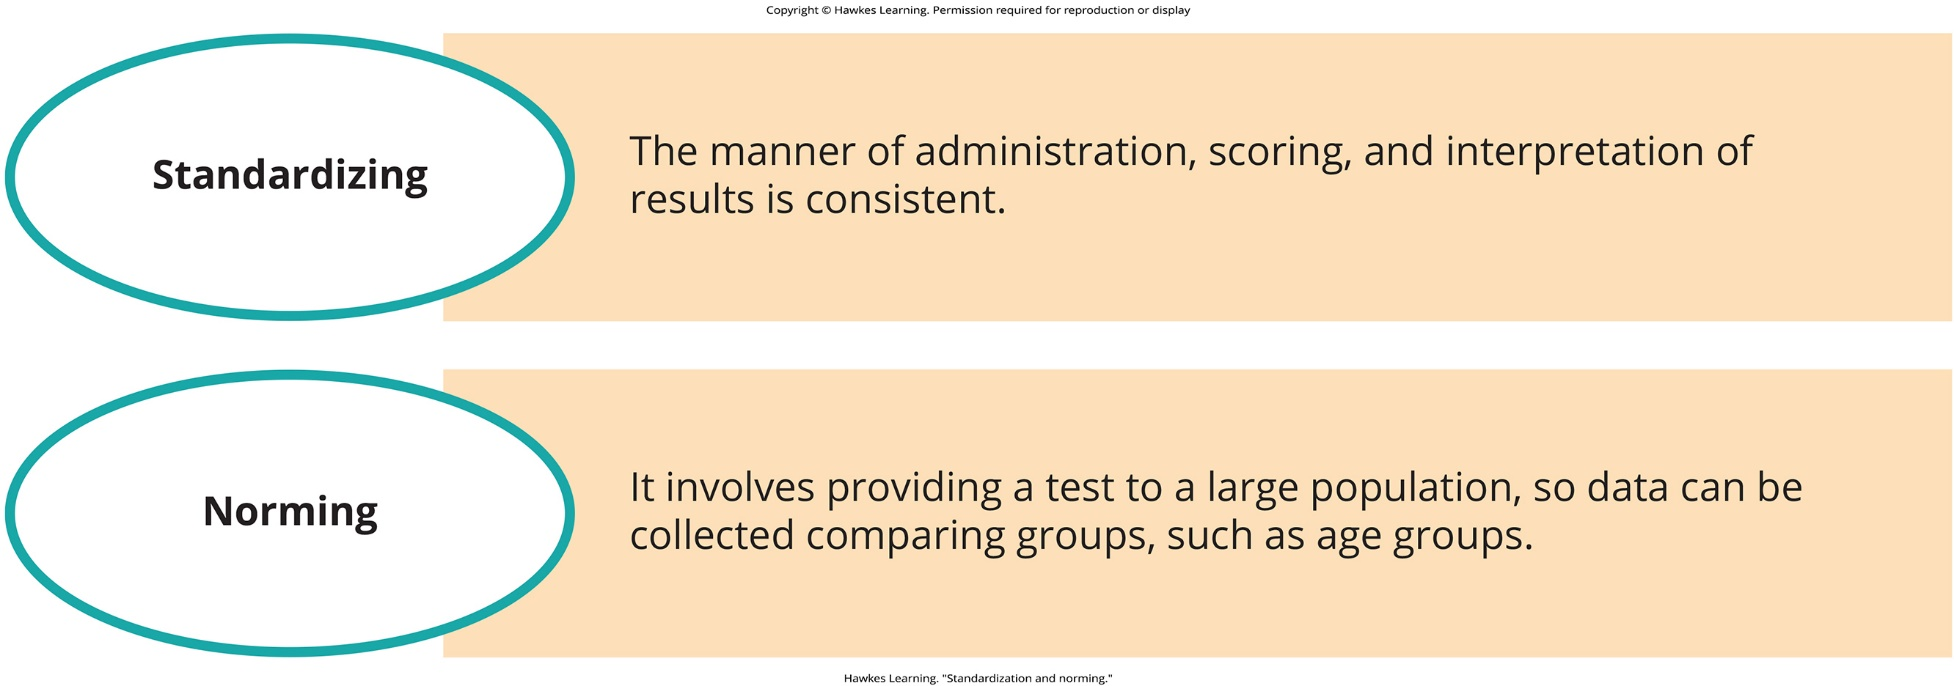 Copyright © Hawkes Learning. Permission required for reproduction or display
Standardizing
The manner of administration, scoring, and interpretation of
results is consistent.
Norming
It involves providing a test to a large population, so data can be
collected comparing groups, such as age groups.
Hawkes Learning. "Standardization and norming."